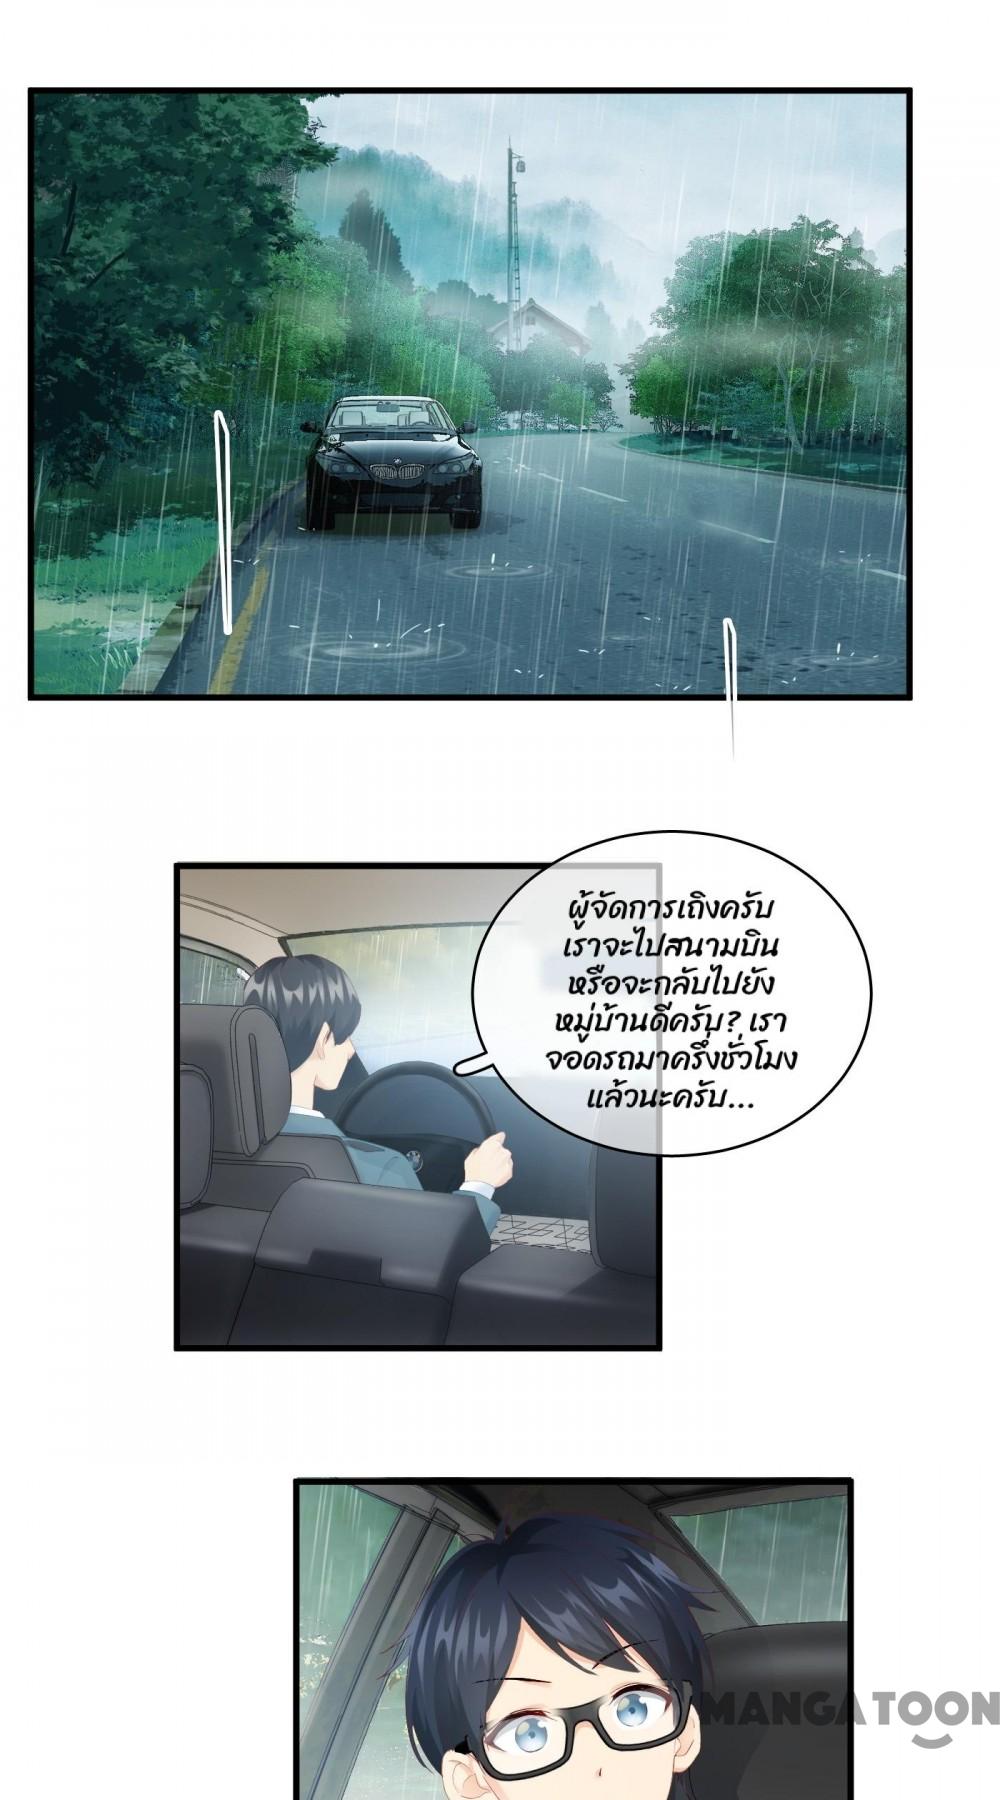 ผู้จัดการเถิงครับ
เราจะไปสนามบิน
หรือจะกลับไปยัง
หมู่บ้านดีครับ? เรา
จอดรถมาครึ่งชั่วโมง
แล้วนะครับ...
MANGATOON